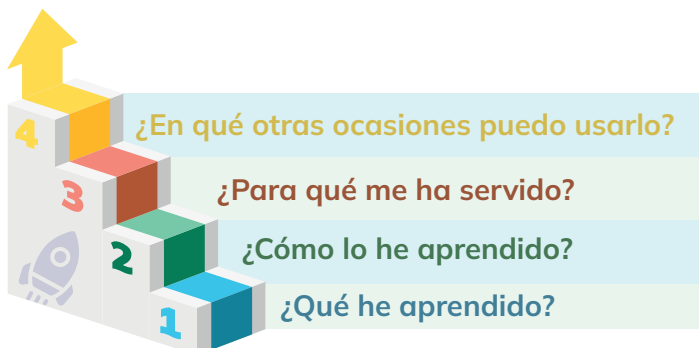 4 ¿En qué otras ocasiones puedo usarlo?
3 ¿Para qué me ha servido?
2 ¿Cómo lo he aprendido?
1 ¿Qué he aprendido?